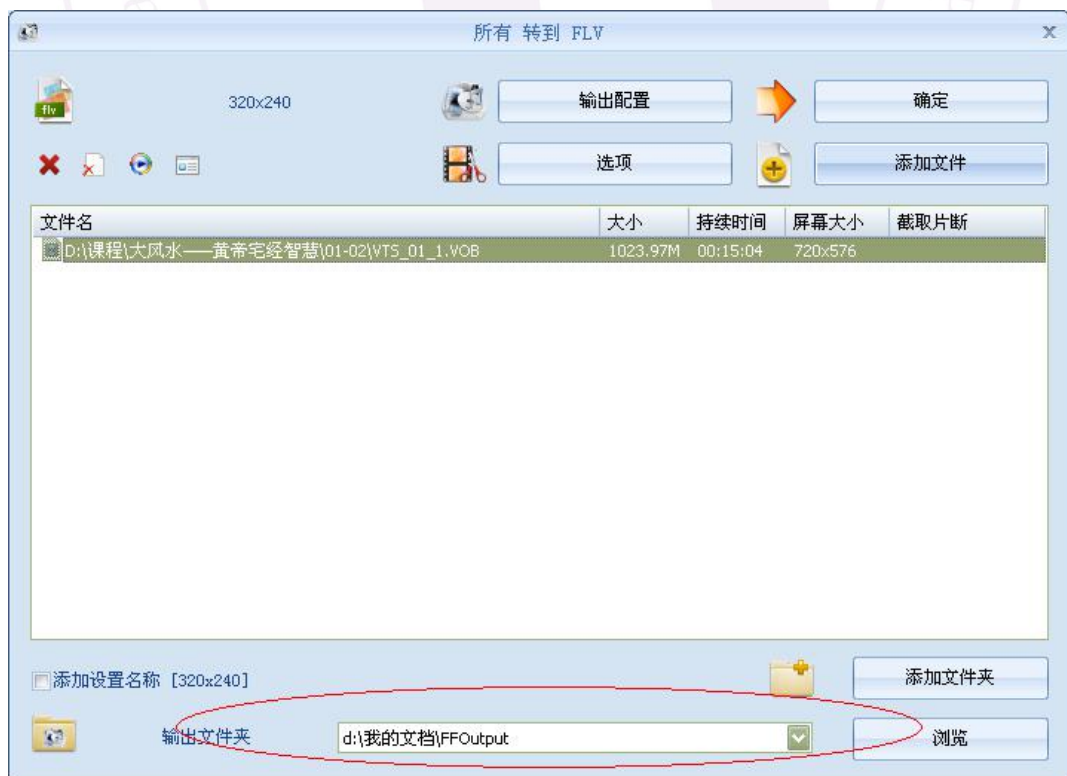 所有 转到 FLV
flv 320x240 输出配置 确定
选项 添加文件
文件名 大小 持续时间 屏幕大小 截取片断
D:\课程\大风水——黄帝宅经智慧\01-02\VTS_01_1.VOB 1023.97M 00:15:04 720x576
添加设置名称 [320x240] 添加文件夹
输出文件夹 d:\我的文档\FFOutput 浏览